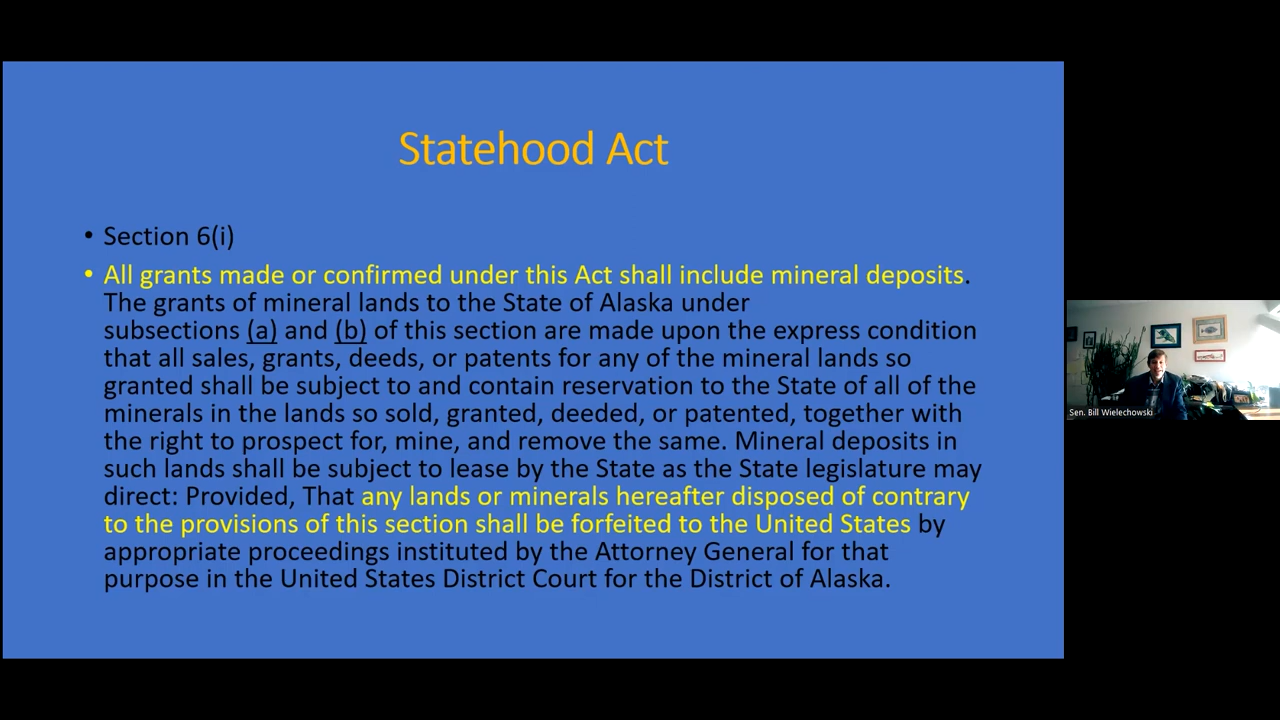 Statehood Act
• Section 6(i)
• All grants made or confirmed under this Act shall include mineral deposits.
The grants of mineral lands to the State of Alaska under
subsections (a) and (b) of this section are made upon the express condition
that all sales, grants, deeds, or patents for any of the mineral lands so
granted shall be subject to and contain reservation to the State of all of the
minerals in the lands so sold, granted, deeded, or patented, together with
the right to prospect for, mine, and remove the same. Mineral deposits in
such lands shall be subject to lease by the State as the State legislature may
direct: Provided, That any lands or minerals hereafter disposed of contrary
to the provisions of this section shall be forfeited to the United States by
appropriate proceedings instituted by the Attorney General for that
purpose in the United States District Court for the District of Alaska.
Sen. Bill Wielechowski